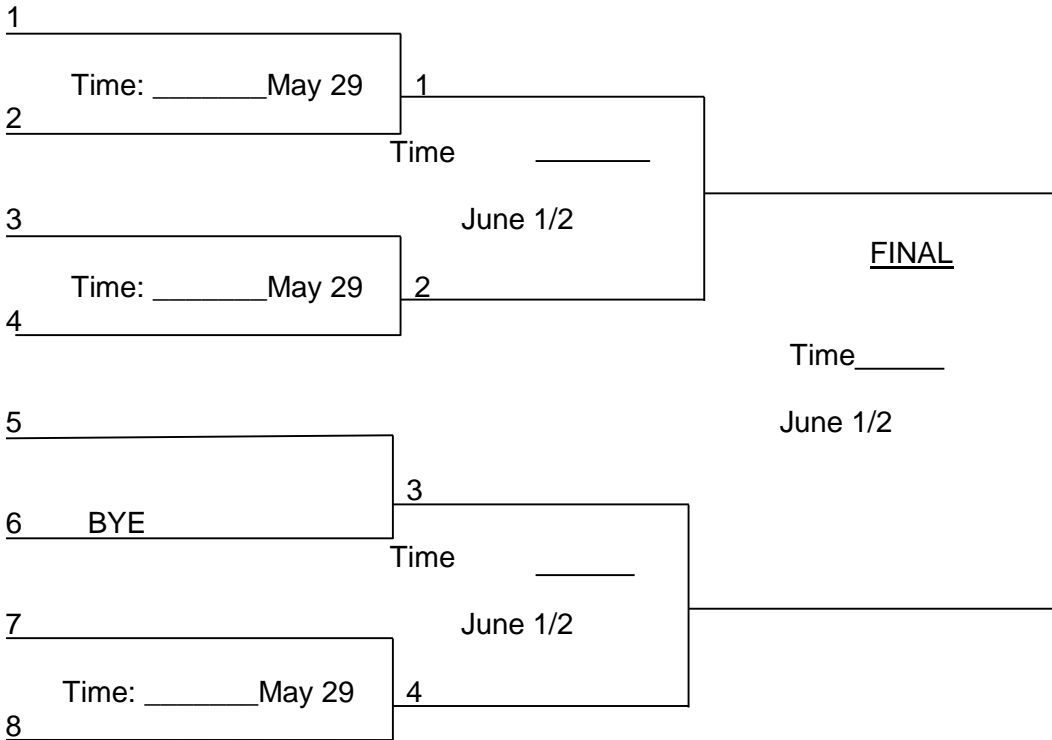 1
Time: _______May 29
1
2
Time _______
3
June 1/2
FINAL
Time: _______May 29
2
4
Time______
5
June 1/2
3
6 BYE
Time ______
7
June 1/2
Time: _______May 29
4
8